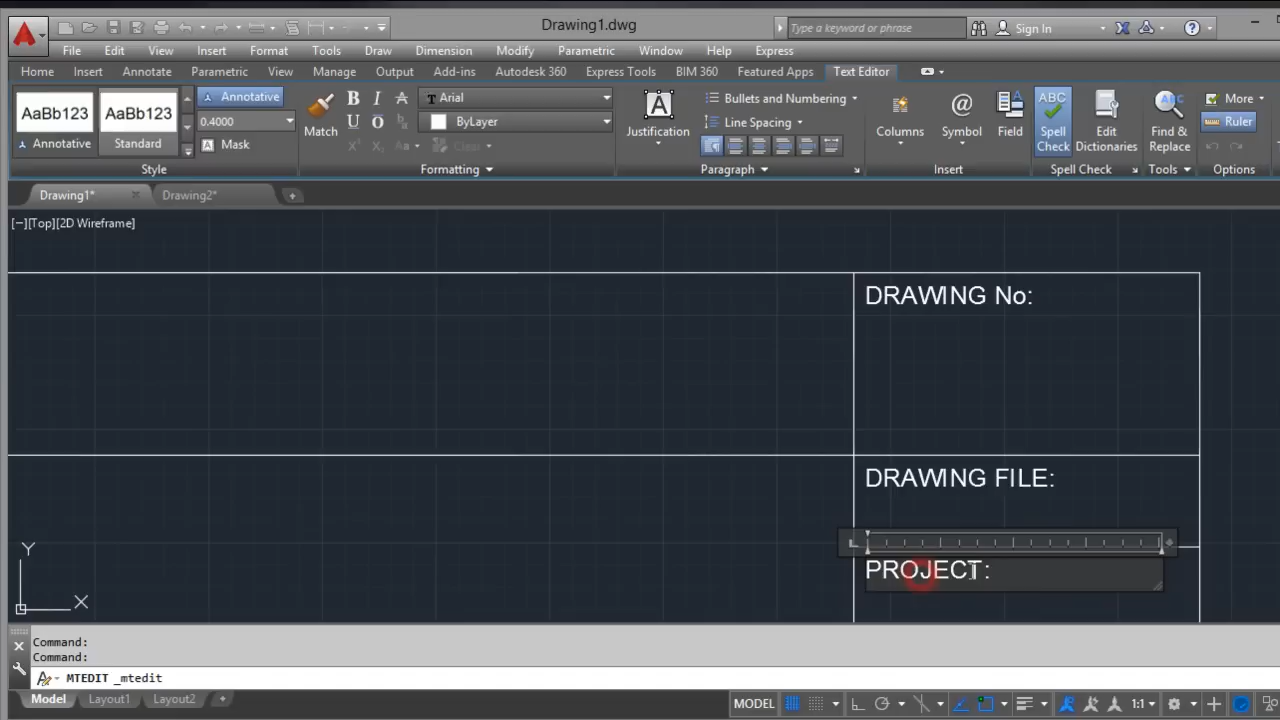 Drawing1.dwg
Type a keyword or phrase
Sign In
File Edit View Insert Format Tools Draw Dimension Modify Parametric Window Help Express
Home Insert Annotate Parametric View Manage Output Add-ins Autodesk 360 Express Tools BIM 360 Featured Apps Text Editor
AaBb123 AaBb123 Annotative
Annotative Standard
0.4000
Mask
Match
B I A
U O
Arial
ByLayer
Aa
Clear
A
Justification
Bullets and Numbering
Line Spacing
Columns
@
Symbol
Field
ABC
Spell
Check
Edit
Dictionaries
Find &
Replace
More
Ruler
Style Formatting Paragraph Insert Spell Check Tools Options
Drawing1* Drawing2*
[−][Top][2D Wireframe]
DRAWING No:
DRAWING FILE:
PROJECT:
Y
X
Command:
Command:
MTEDIT _mtedit
Model Layout1 Layout2 +
MODEL
1:1